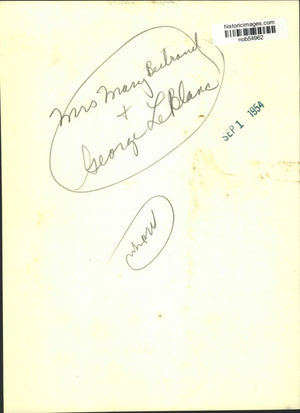 historicimages.com
nob54962
Mrs Mary Bertrand
+
George LeBlanc
SEP 1 1954